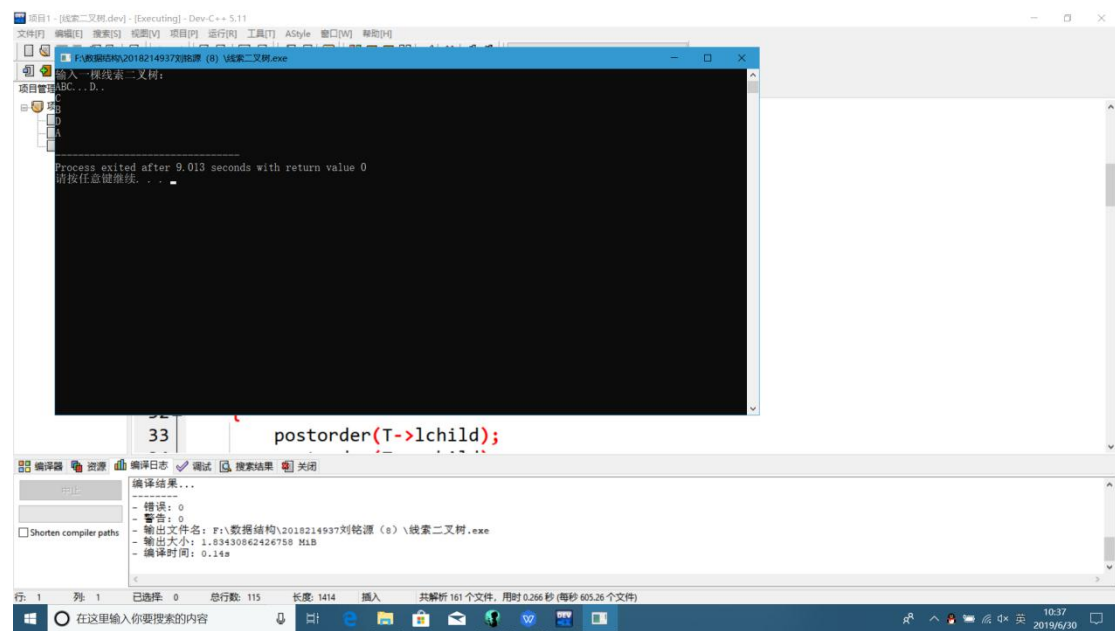 项目1 - [线索二叉树.dev] - [Executing] - Dev-C++ 5.11
文件[F] 编辑[E] 搜索[S] 视图[V] 项目[P] 运行[R] 工具[T] AStyle 窗口[W] 帮助[H]
F:\数据结构\2018214937刘铭源（8）\线索二叉树.exe
项目管理
输入一棵线索二叉树:
ABC...D..
C
B
D
A
--------------------------------
Process exited after 9.013 seconds with return value 0
请按任意键继续. . .
33 postorder(T->lchild);
编译器 资源 编译日志 调试 搜索结果 关闭
中止
Shorten compiler paths
编译结果...
--------
- 错误: 0
- 警告: 0
- 输出文件名: F:\数据结构\2018214937刘铭源（8）\线索二叉树.exe
- 输出大小: 1.83430862426758 MiB
- 编译时间: 0.14s
行: 1 列: 1 已选择: 0 总行数: 115 长度: 1414 插入 共解析 161 个文件, 用时 0.266 秒 (每秒 605.26 个文件)
在这里输入你要搜索的内容
英
10:37
2019/6/30